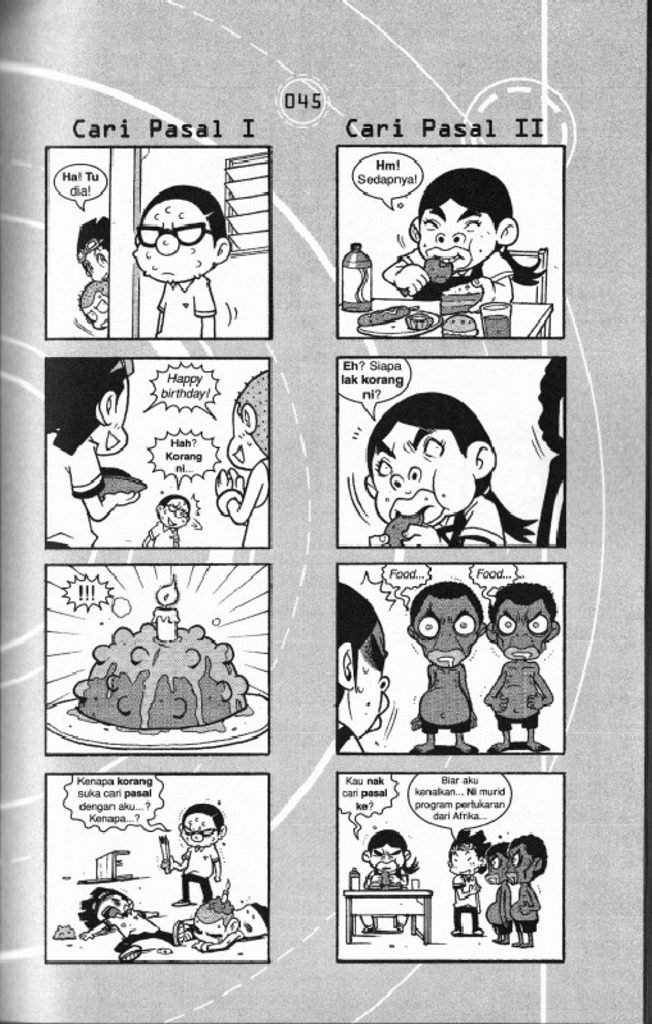 045
Cari Pasal I
Ha!! Tu
dia!
Happy
birthday!
Hah?
Korang
ni...
!!!
Kenapa korang
suka cari pasal
dengan aku...?
Kenapa...?
Cari Pasal II
Hm!
Sedapnya!
Eh? Siapa
lak korang
ni?
Food...
Food...
Kau nak
cari pasal
ke?
Biar aku
kenalkan... Ni murid
program pertukaran
dari Afrika...